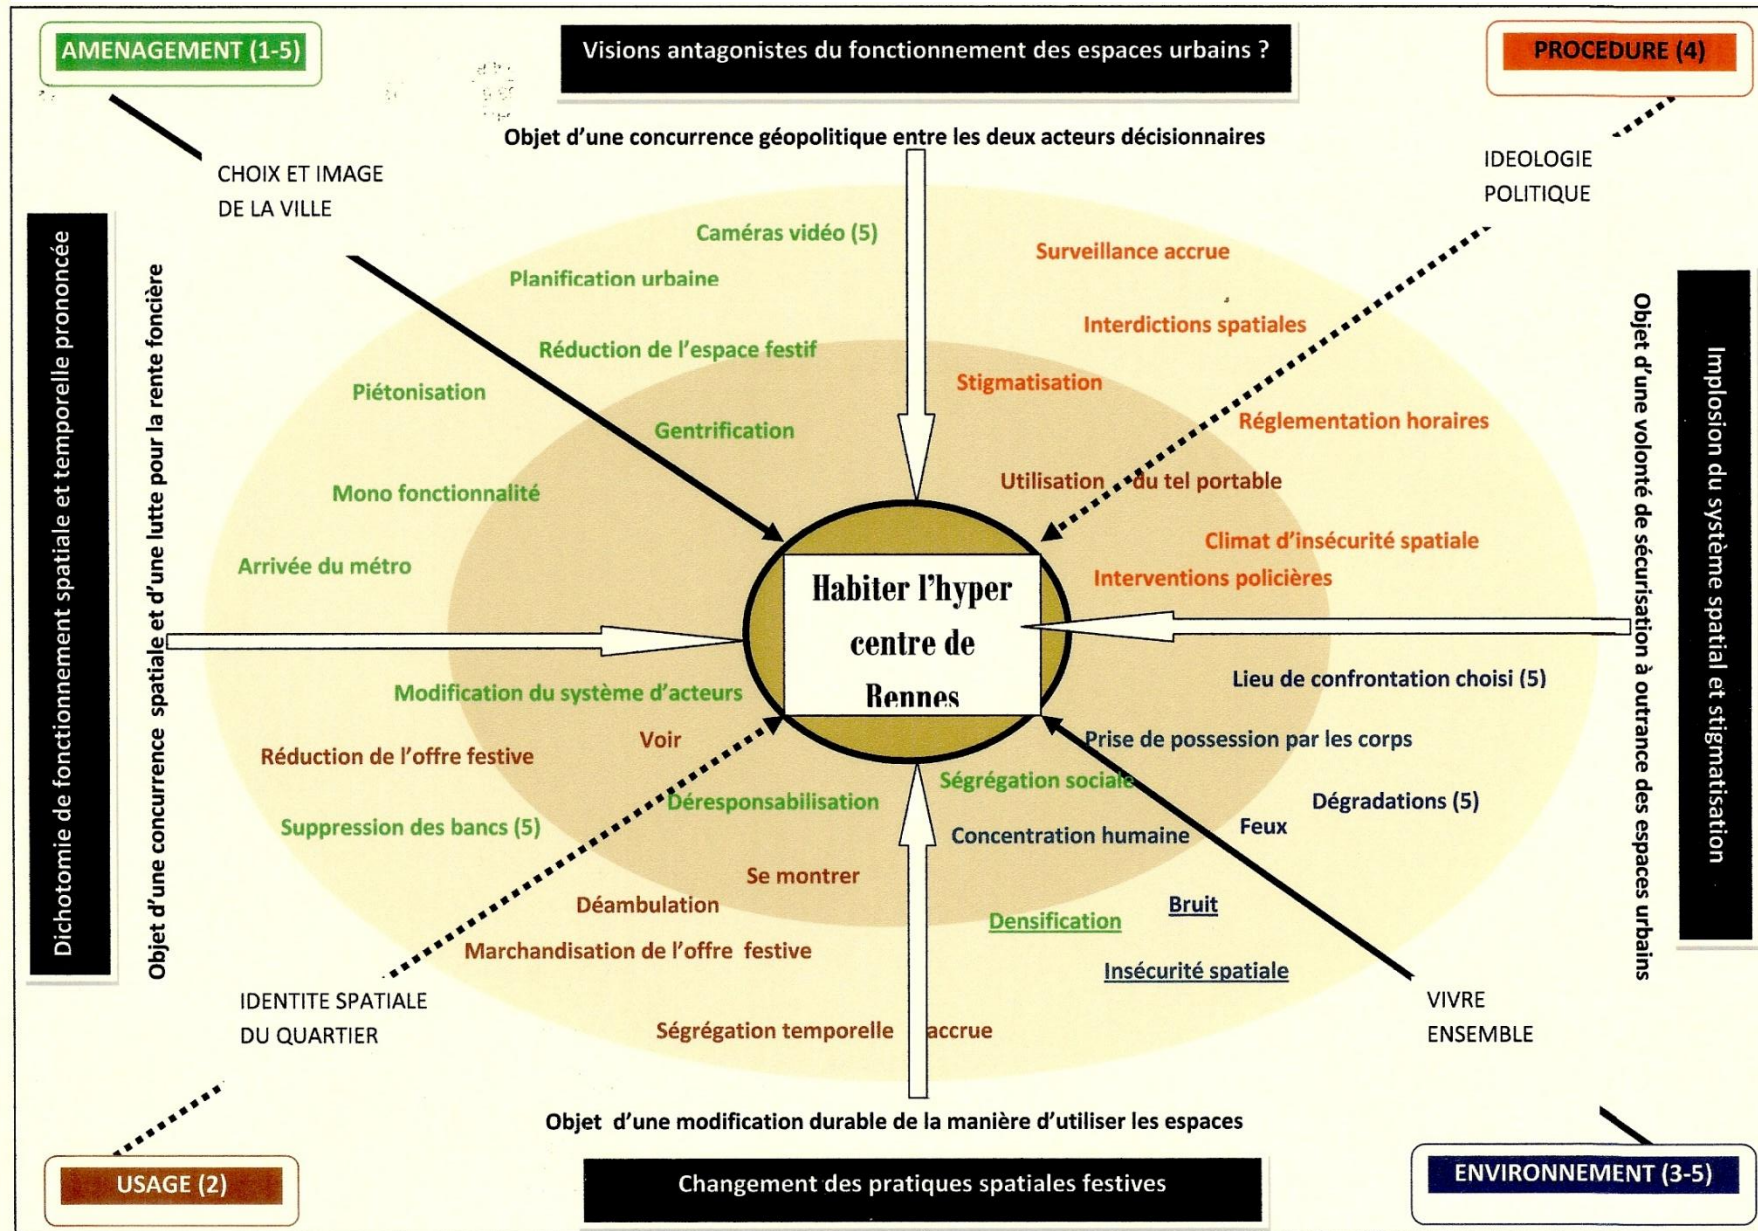 AMENAGEMENT (1-5)
Visions antagonistes du fonctionnement des espaces urbains ?
PROCEDURE (4)
Objet d'une concurrence géopolitique entre les deux acteurs décisionnaires
CHOIX ET IMAGE
DE LA VILLE
IDEOLOGIE
POLITIQUE
Dichotomie de fonctionnement spatiale et temporelle prononcée
Objet d'une concurrence spatiale et d'une lutte pour la rente foncière
Caméras vidéo (5)
Planification urbaine
Réduction de l'espace festif
Piétonisation
Gentrification
Mono fonctionnalité
Arrivée du métro
Surveillance accrue
Interdictions spatiales
Stigmatisation
Réglementation horaires
Utilisation du tel portable
Climat d'insécurité spatiale
Interventions policières
Objet d'une volonté de sécurisation à outrance des espaces urbains
Implosion du système spatial et stigmatisation
Habiter l'hyper
centre de
Rennes
Modification du système d'acteurs
Voir
Réduction de l'offre festive
Déresponsabilisation
Suppression des bancs (5)
Se montrer
Déambulation
Marchandisation de l'offre festive
Ségrégation temporelle accrue
Lieu de confrontation choisi (5)
Prise de possession par les corps
Ségrégation sociale
Dégradations (5)
Feux
Concentration humaine
Bruit
Densification
Insécurité spatiale
IDENTITE SPATIALE
DU QUARTIER
VIVRE
ENSEMBLE
Objet d'une modification durable de la manière d'utiliser les espaces
USAGE (2)
Changement des pratiques spatiales festives
ENVIRONNEMENT (3-5)